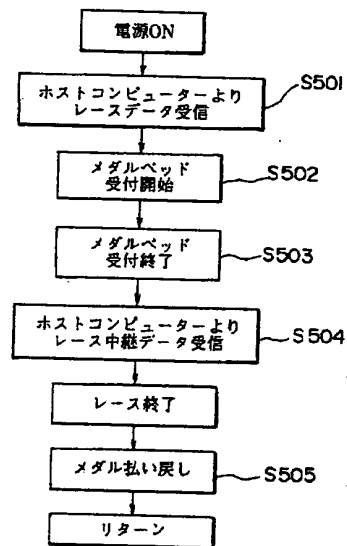 電源ON
ホストコンピューターより
レースデータ受信
S501
メダルベッド
受付開始
S502
メダルベッド
受付終了
S503
ホストコンピューターより
レース中継データ受信
S504
レース終了
メダル払い戻し
S505
リターン